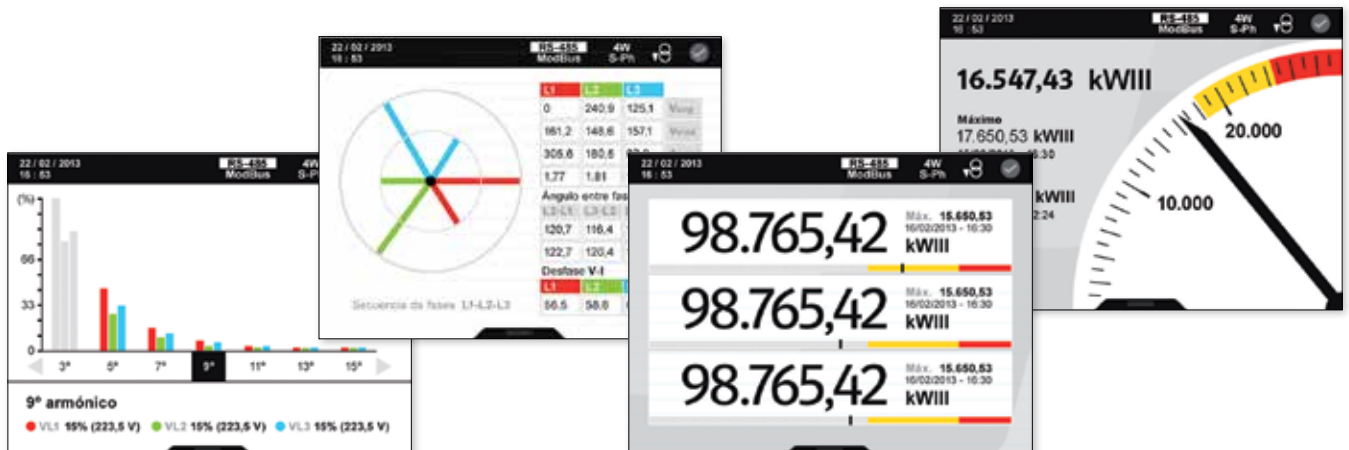 22 / 02 / 2013
16 : 53
RS-485
ModBus
4W
S-Ph
(%)
66
33
0
3º
5º
7º
9º
11º
13º
15º
9º armónico
VL1 15% (223,5 V)
VL2 15% (223,5 V)
VL3 15% (223,5 V)
22 / 02 / 2013
16 : 53
RS-485
ModBus
4W
S-Ph
L1 L2 L3
0 240,9 125,1
161,2 148,6 157,1
305,6 180,6
1,77 1,81
Ángulo entre fas
L2-L1 L3-L2
120,7 116,4
122,7 120,4
Desfase V-I
L1 L2
56,5 58,6
Secuencia da fases L1-L2-L3
22 / 02 / 2013
16 : 53
RS-485
ModBus
4W
S-Ph
98.765,42
Máx. 15.650,53
16/02/2013 - 16:30
kWIII
98.765,42
Máx. 15.650,53
16/02/2013 - 16:30
kWIII
98.765,42
Máx. 15.650,53
16/02/2013 - 16:30
kWIII
22 / 02 / 2013
16 : 53
RS-485
ModBus
4W
S-Ph
16.547,43 kWIII
Máximo
17.650,53 kWIII
kWIII
20.000
10.000